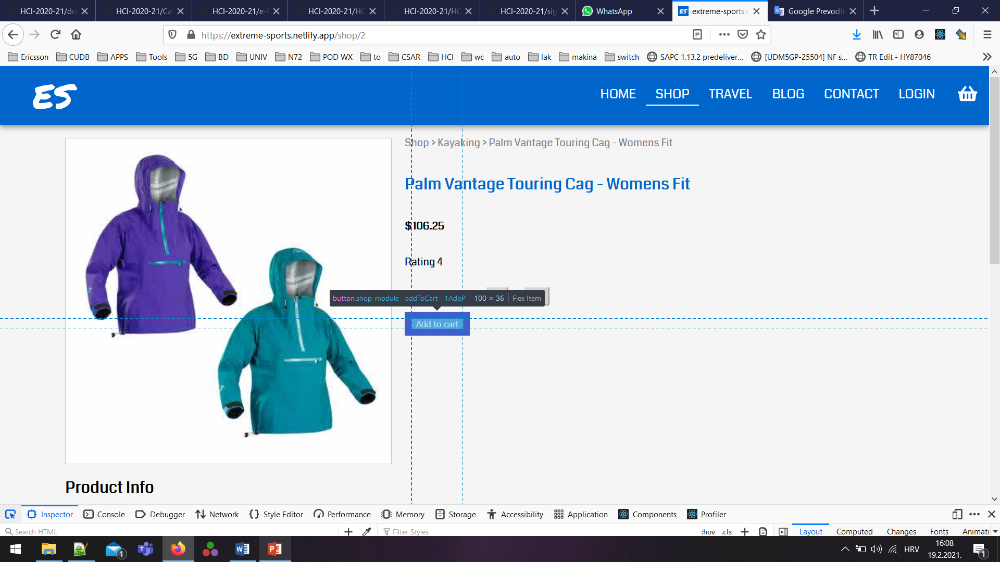 HCI-2020-21/do
HCI-2020-21/Ca
HCI-2020-21/e-
HCI-2020-21/HC
HCI-2020-21/HC
HCI-2020-21/sig
WhatsApp
extreme-sports.n
Google Prevodit
https://extreme-sports.netlify.app/shop/2
Ericsson CUDB APPS Tools 5G BD UNIV N72 POD WX to CSAR HCI wc auto lak makina switch SAPC 1.13.2 predeliver... [UDM5GP-25504] NF s... TR Edit - HY87046
ES
HOME SHOP TRAVEL BLOG CONTACT LOGIN
Shop > Kayaking > Palm Vantage Touring Cag - Womens Fit
Palm Vantage Touring Cag - Womens Fit
$106.25
Rating 4
button.shop-module--addToCart--1AdbP 100 × 36 Flex Item
Add to cart
Product Info
Inspector Console Debugger Network Style Editor Performance Memory Storage Accessibility Application Components Profiler
Search HTML
Filter Styles
:hov .cls
Layout Computed Changes Fonts Animati
1
HRV
16:08
19.2.2021.
1